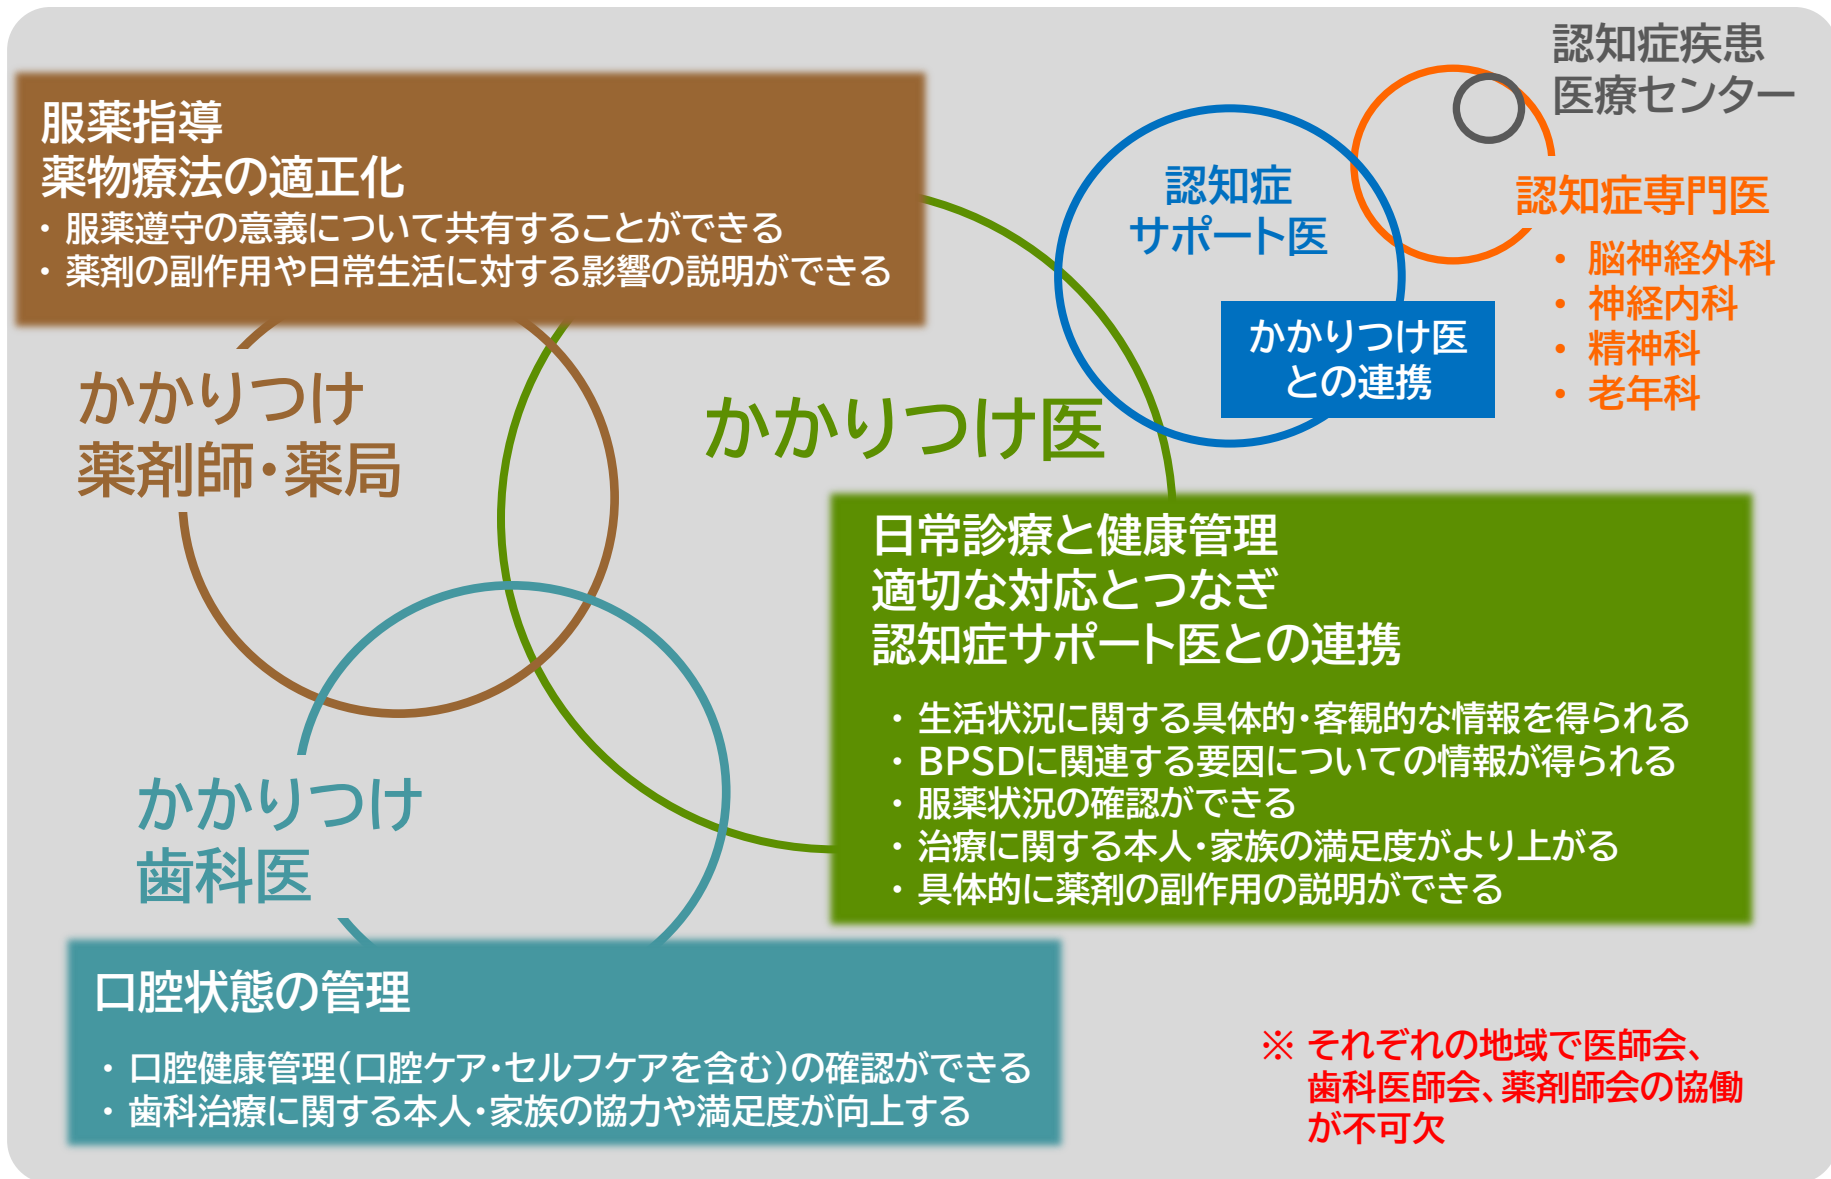 認知症疾患
医療センター
服薬指導
薬物療法の適正化
・ 服薬遵守の意義について共有することができる
・ 薬剤の副作用や日常生活に対する影響の説明ができる
認知症
サポート医
認知症専門医
・ 脳神経外科
・ 神経内科
・ 精神科
・ 老年科
かかりつけ医
との連携
かかりつけ
薬剤師・薬局
かかりつけ医
日常診療と健康管理
適切な対応とつなぎ
認知症サポート医との連携
・ 生活状況に関する具体的・客観的な情報を得られる
・ BPSDに関連する要因についての情報が得られる
・ 服薬状況の確認ができる
・ 治療に関する本人・家族の満足度がより上がる
・ 具体的に薬剤の副作用の説明ができる
かかりつけ
歯科医
口腔状態の管理
・ 口腔健康管理(口腔ケア・セルフケアを含む)の確認ができる
・ 歯科治療に関する本人・家族の協力や満足度が向上する
※ それぞれの地域で医師会、
歯科医師会、薬剤師会の協働
が不可欠